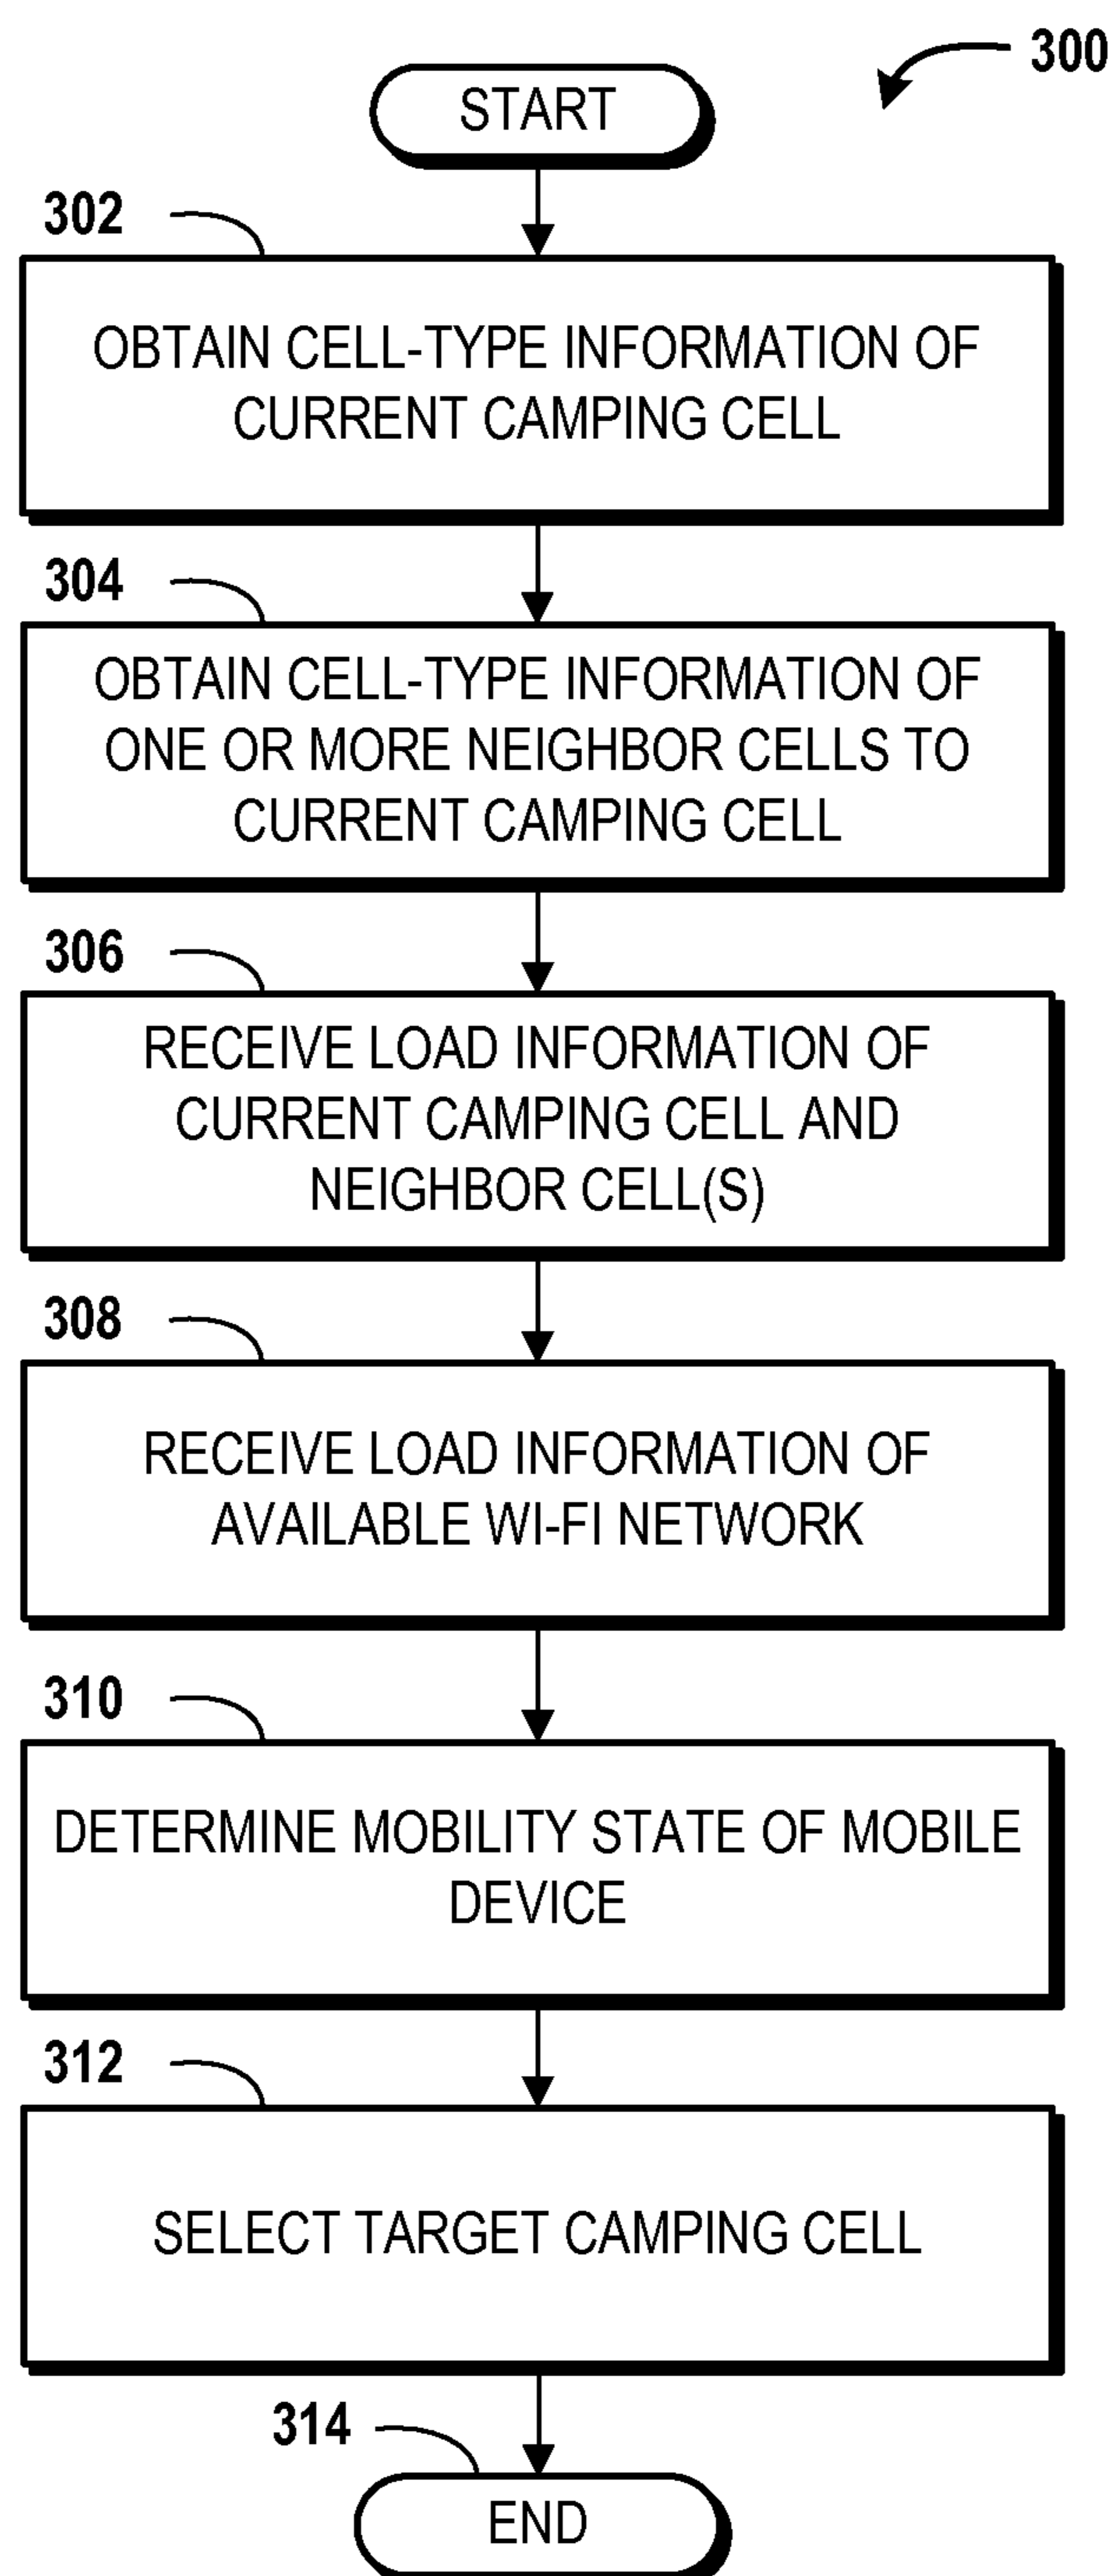 300
START
302
OBTAIN CELL-TYPE INFORMATION OF
CURRENT CAMPING CELL
304
OBTAIN CELL-TYPE INFORMATION OF
ONE OR MORE NEIGHBOR CELLS TO
CURRENT CAMPING CELL
306
RECEIVE LOAD INFORMATION OF
CURRENT CAMPING CELL AND
NEIGHBOR CELL(S)
308
RECEIVE LOAD INFORMATION OF
AVAILABLE WI-FI NETWORK
310
DETERMINE MOBILITY STATE OF MOBILE
DEVICE
312
SELECT TARGET CAMPING CELL
314
END